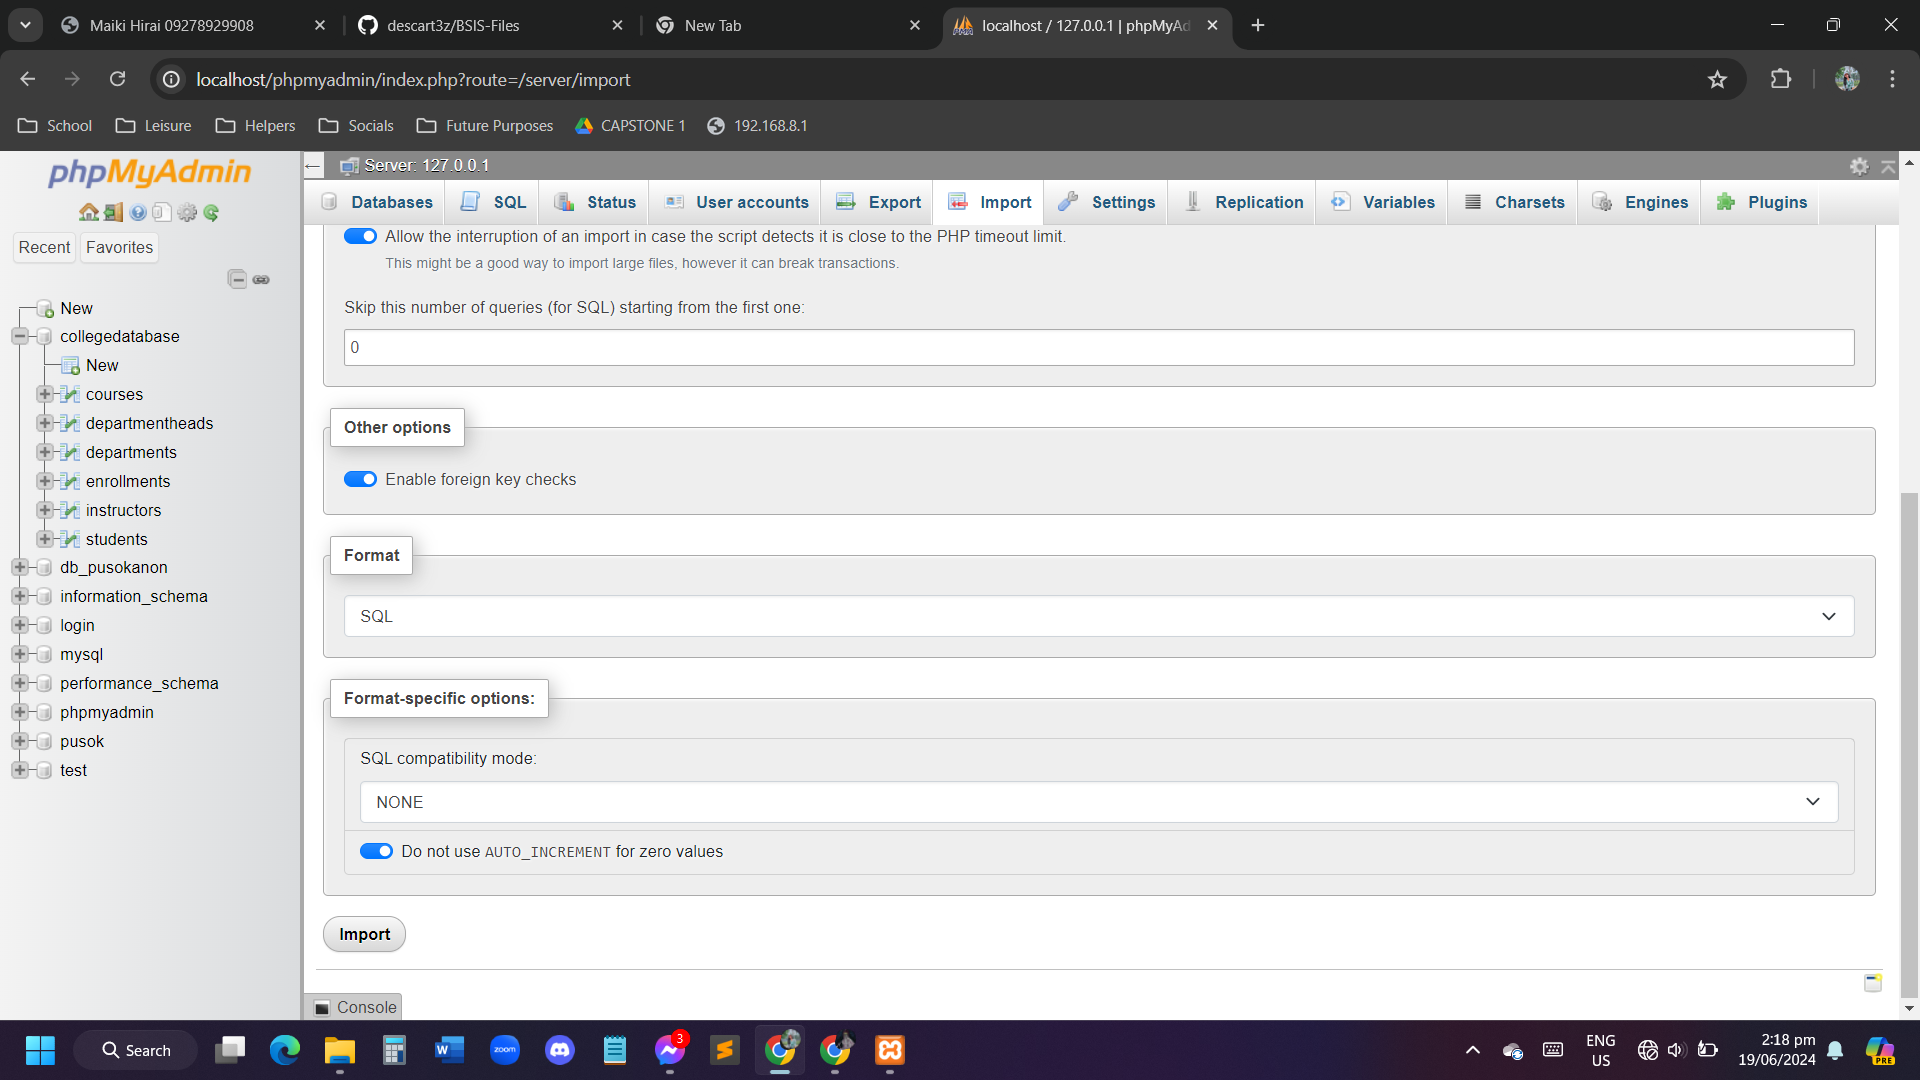 Maiki Hirai 09278929908
descart3z/BSIS-Files
New Tab
localhost / 127.0.0.1 | phpMyAd
localhost/phpmyadmin/index.php?route=/server/import
School
Leisure
Helpers
Socials
Future Purposes
CAPSTONE 1
192.168.8.1
phpMyAdmin
Recent
Favorites
New
collegedatabase
New
courses
departmentheads
departments
enrollments
instructors
students
db_pusokanon
information_schema
login
mysql
performance_schema
phpmyadmin
pusok
test
Server: 127.0.0.1
Databases
SQL
Status
User accounts
Export
Import
Settings
Replication
Variables
Charsets
Engines
Plugins
Allow the interruption of an import in case the script detects it is close to the PHP timeout limit.
This might be a good way to import large files, however it can break transactions.
Skip this number of queries (for SQL) starting from the first one:
0
Other options
Enable foreign key checks
Format
SQL
Format-specific options:
SQL compatibility mode:
NONE
Do not use AUTO_INCREMENT for zero values
Import
Console
Search
zoom
3
ENG
US
2:18 pm
19/06/2024
PRE